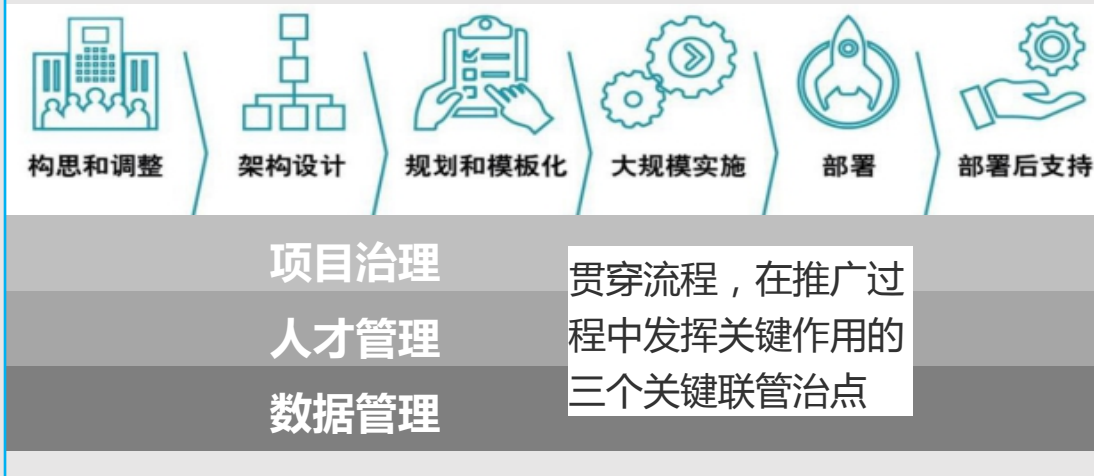 构思和调整
架构设计
规划和模板化
大规模实施
部署
部署后支持
项目治理
人才管理
数据管理
贯穿流程，在推广过
程中发挥关键作用的
三个关键联管治点